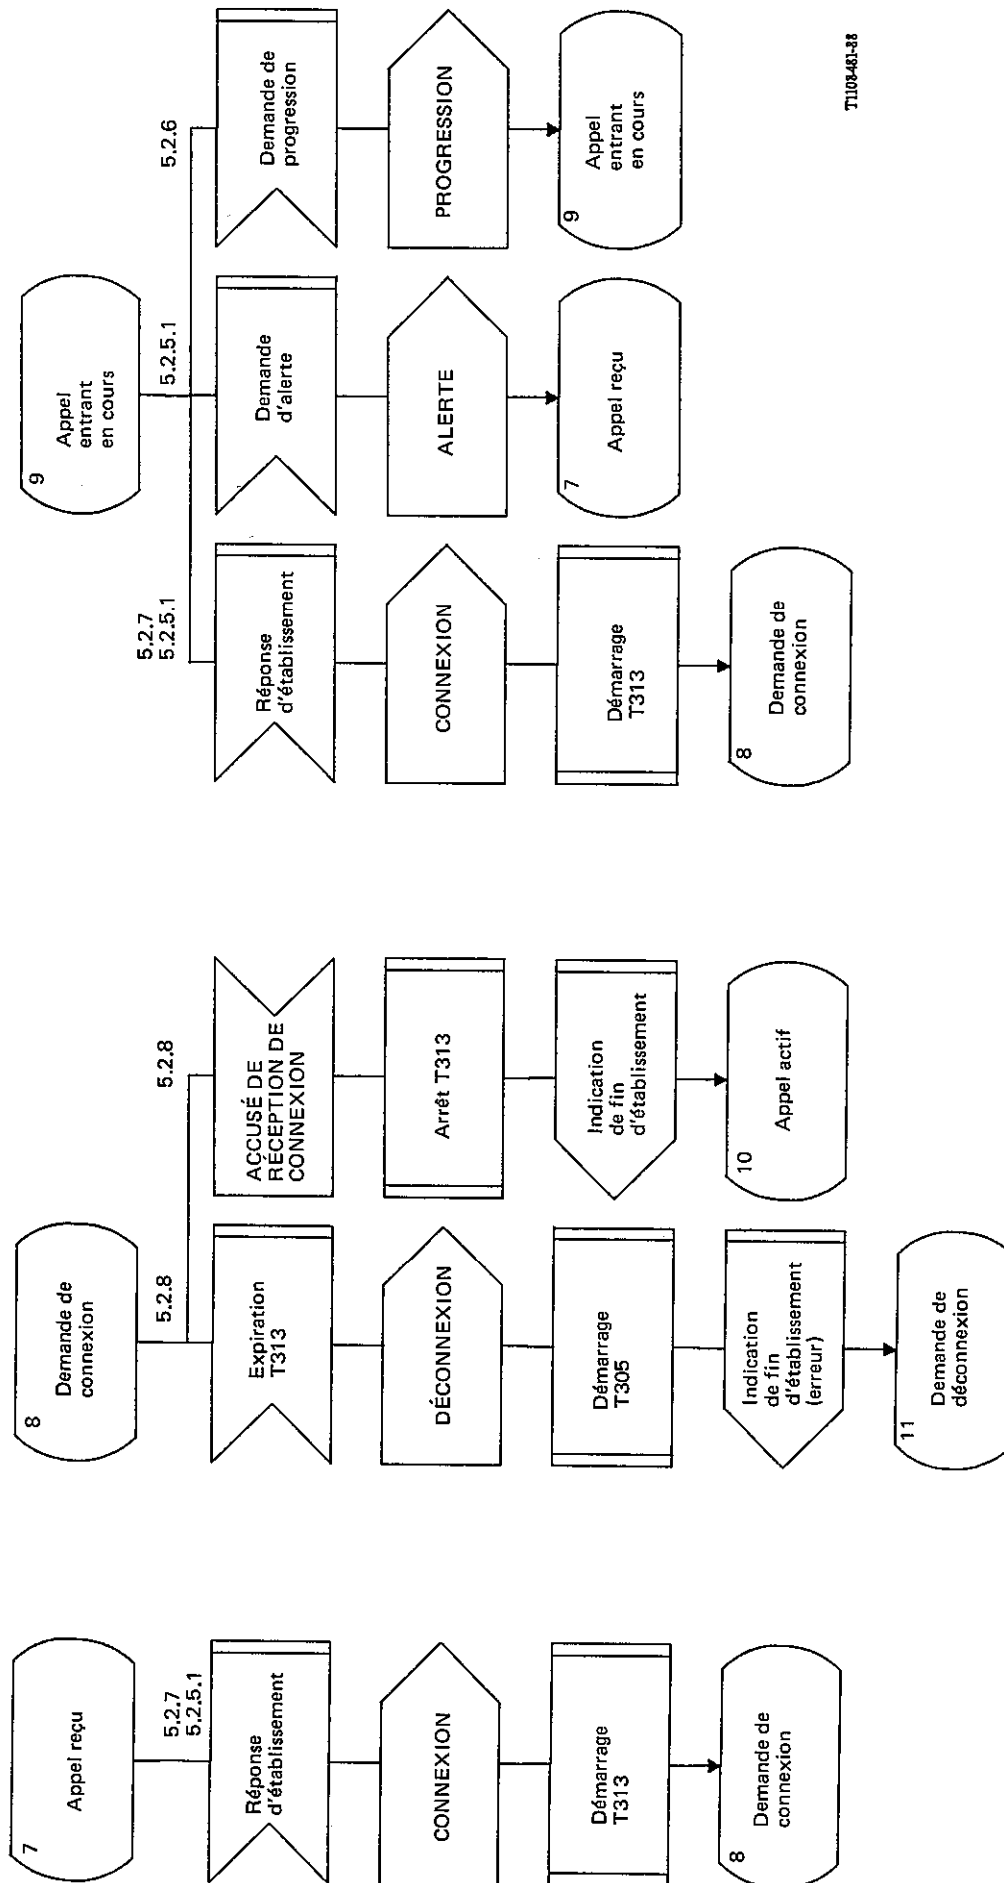 7
Appel reçu
5.2.7
5.2.5.1
Réponse
d'établissement
CONNEXION
Démarrage
T313
8
Demande de
connexion
8
Demande de
connexion
5.2.8
5.2.8
Expiration
T313
DÉCONNEXION
Démarrage
T305
Indication
de fin
d'établissement
(erreur)
11
Demande de
déconnexion
ACCUSÉ DE
RÉCEPTION DE
CONNEXION
Arrêt T313
Indication
de fin
d'établissement
10
Appel actif
9
Appel
entrant
en cours
5.2.7
5.2.5.1
5.2.5.1
5.2.6
Réponse
d'établissement
CONNEXION
Démarrage
T313
8
Demande de
connexion
Demande
d'alerte
ALERTE
7
Appel reçu
Demande de
progression
PROGRESSION
9
Appel
entrant
en cours
T1108481-88